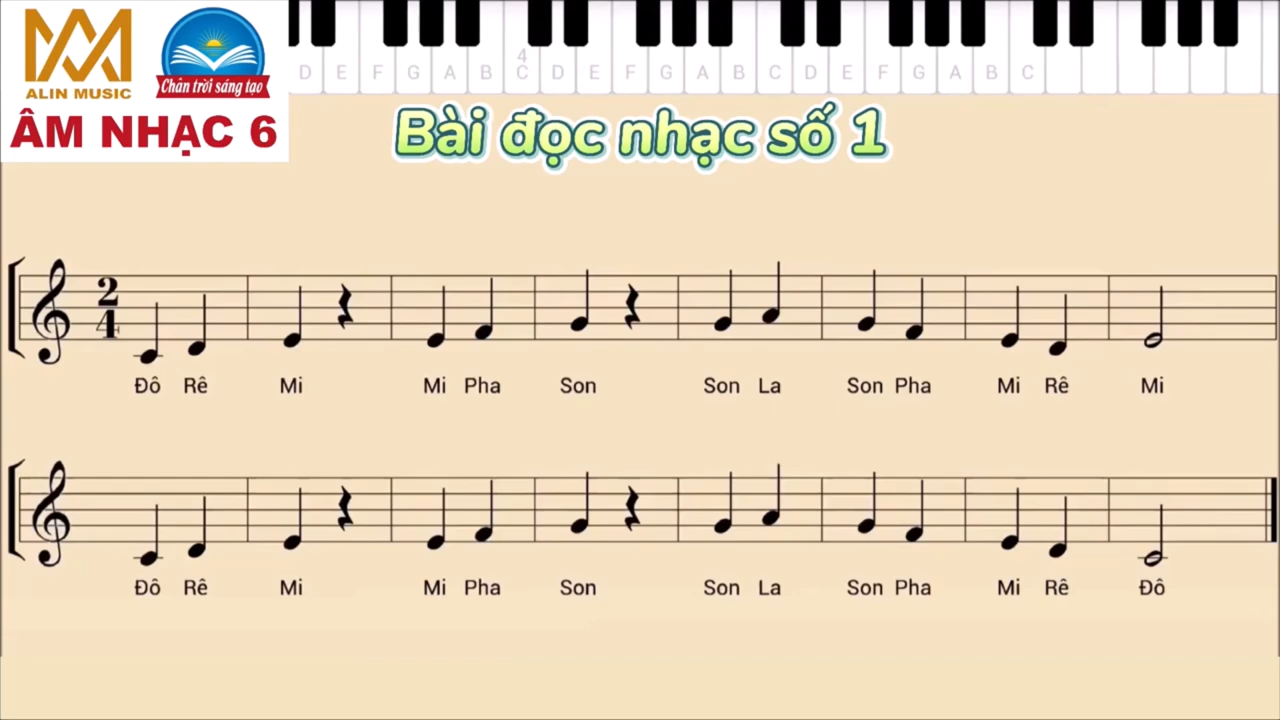 ALIN MUSIC
Chân trời sáng tạo
ÂM NHẠC 6
D E F G A B C D E F G A B C D E F G A B C
4
Bài đọc nhạc số 1
2
4
Đô Rê Mi Mi Pha Son Son La Son Pha Mi Rê Mi
Đô Rê Mi Mi Pha Son Son La Son Pha Mi Rê Đô